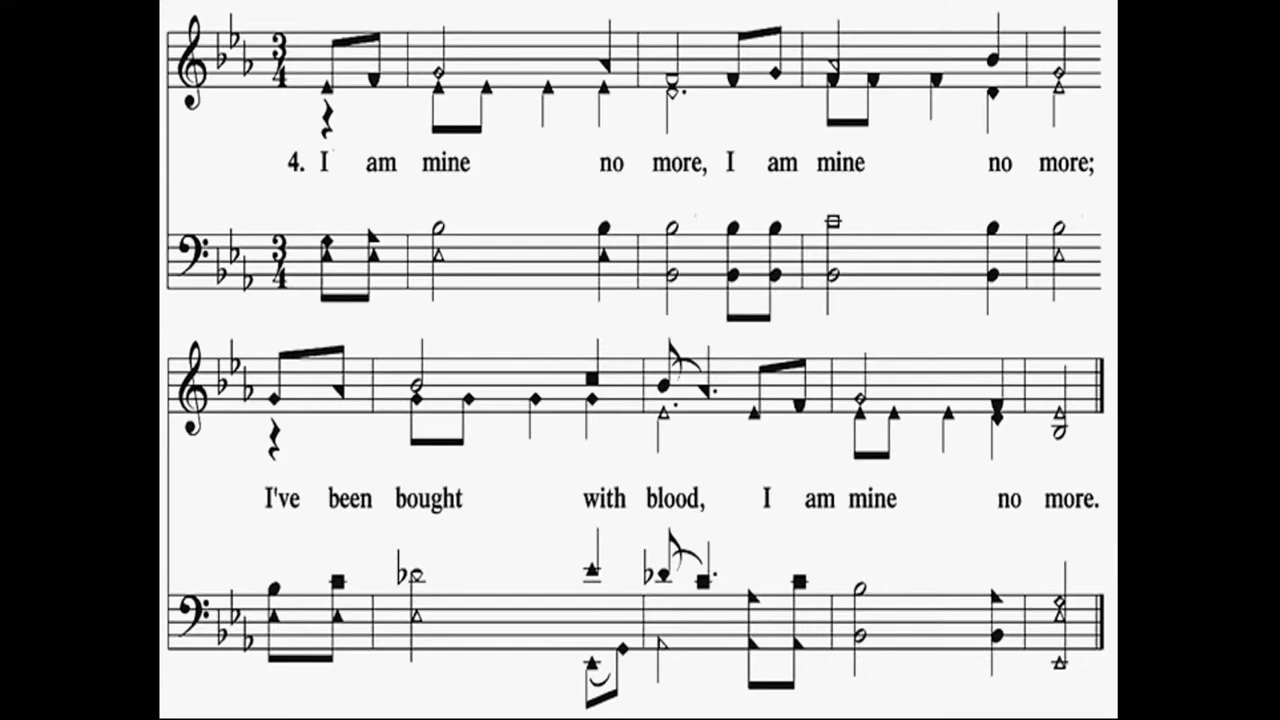 4. I am mine no more, I am mine no more;
I've been bought with blood, I am mine no more.